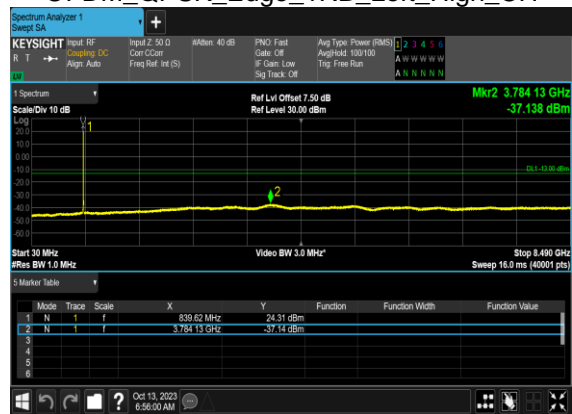 Spectrum Analyzer 1
Swept SA
+
KEYSIGHT
R T
LW
Input: RF
Coupling: DC
Align: Auto
Input Z: 50 Ω
Corr CCorr
Freq Ref: Int (S)
#Atten: 40 dB
PNO: Fast
Gate: Off
IF Gain: Low
Sig Track: Off
Avg Type: Power (RMS)
Avg|Hold: 100/100
Trig: Free Run
1 2 3 4 5 6
A W W W W W
A N N N N N
1 Spectrum
Scale/Div 10 dB
Log
Ref Lvl Offset 7.50 dB
Ref Level 30.00 dBm
Mkr2 3.784 13 GHz
-37.138 dBm
20.0
10.0
0.00
-10.0
-20.0
-30.0
-40.0
-50.0
-60.0
1
2
DL1 -13.00 dBm
Start 30 MHz
#Res BW 1.0 MHz
Video BW 3.0 MHz*
Stop 8.490 GHz
Sweep 16.0 ms (40001 pts)
5 Marker Table
Mode Trace Scale X Y Function Function Width Function Value
1 N 1 f 839.62 MHz 24.31 dBm
2 N 1 f 3.784 13 GHz -37.14 dBm
3
4
5
6
?
Oct 13, 2023
6:56:00 AM